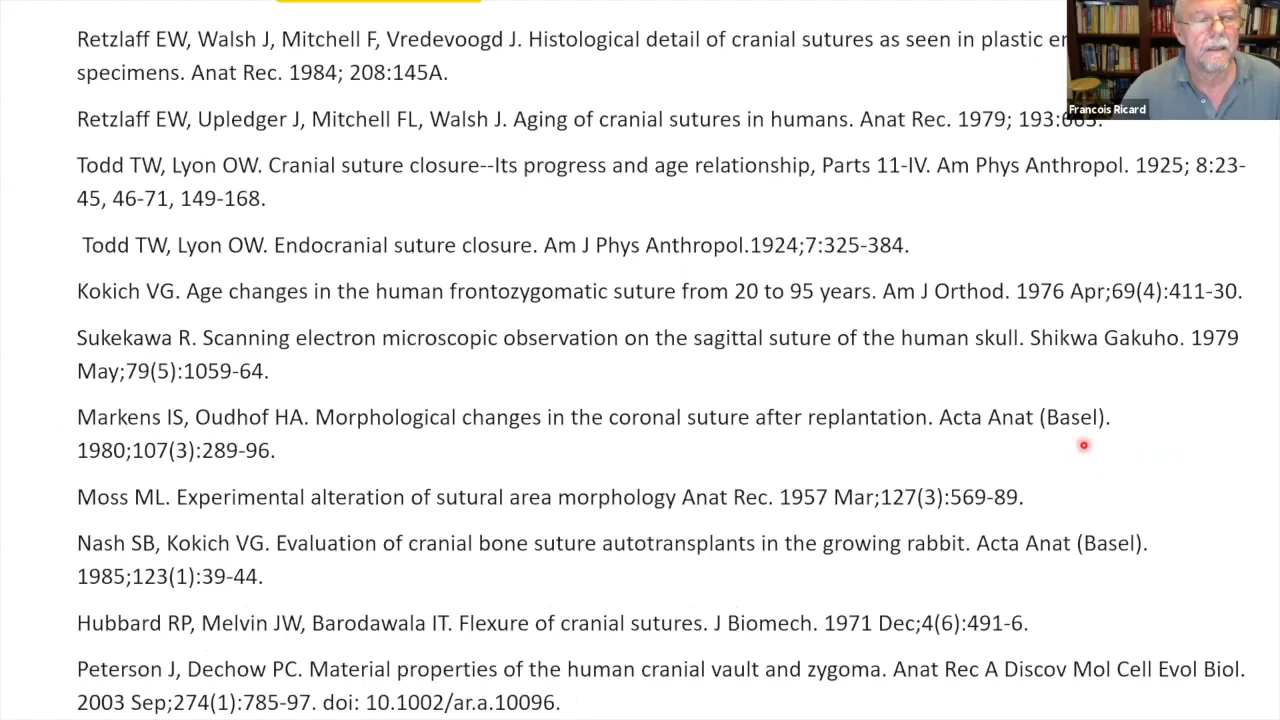 Retzlaff EW, Walsh J, Mitchell F, Vredevoogd J. Histological detail of cranial sutures as seen in plastic
specimens. Anat Rec. 1984; 208:145A.
Francois Ricard
Retzlaff EW, Upledger J, Mitchell FL, Walsh J. Aging of cranial sutures in humans. Anat Rec. 1979;
Todd TW, Lyon OW. Cranial suture closure--Its progress and age relationship, Parts 11-IV. Am Phys Anthropol. 1925; 8:23-
45, 46-71, 149-168.
Todd TW, Lyon OW. Endocranial suture closure. Am J Phys Anthropol.1924;7:325-384.
Kokich VG. Age changes in the human frontozygomatic suture from 20 to 95 years. Am J Orthod. 1976 Apr;69(4):411-30.
Sukekawa R. Scanning electron microscopic observation on the sagittal suture of the human skull. Shikwa Gakuho. 1979
May;79(5):1059-64.
Markens IS, Oudhof HA. Morphological changes in the coronal suture after replantation. Acta Anat (Basel).
1980;107(3):289-96.
Moss ML. Experimental alteration of sutural area morphology Anat Rec. 1957 Mar;127(3):569-89.
Nash SB, Kokich VG. Evaluation of cranial bone suture autotransplants in the growing rabbit. Acta Anat (Basel).
1985;123(1):39-44.
Hubbard RP, Melvin JW, Barodawala IT. Flexure of cranial sutures. J Biomech. 1971 Dec;4(6):491-6.
Peterson J, Dechow PC. Material properties of the human cranial vault and zygoma. Anat Rec A Discov Mol Cell Evol Biol.
2003 Sep;274(1):785-97. doi: 10.1002/ar.a.10096.